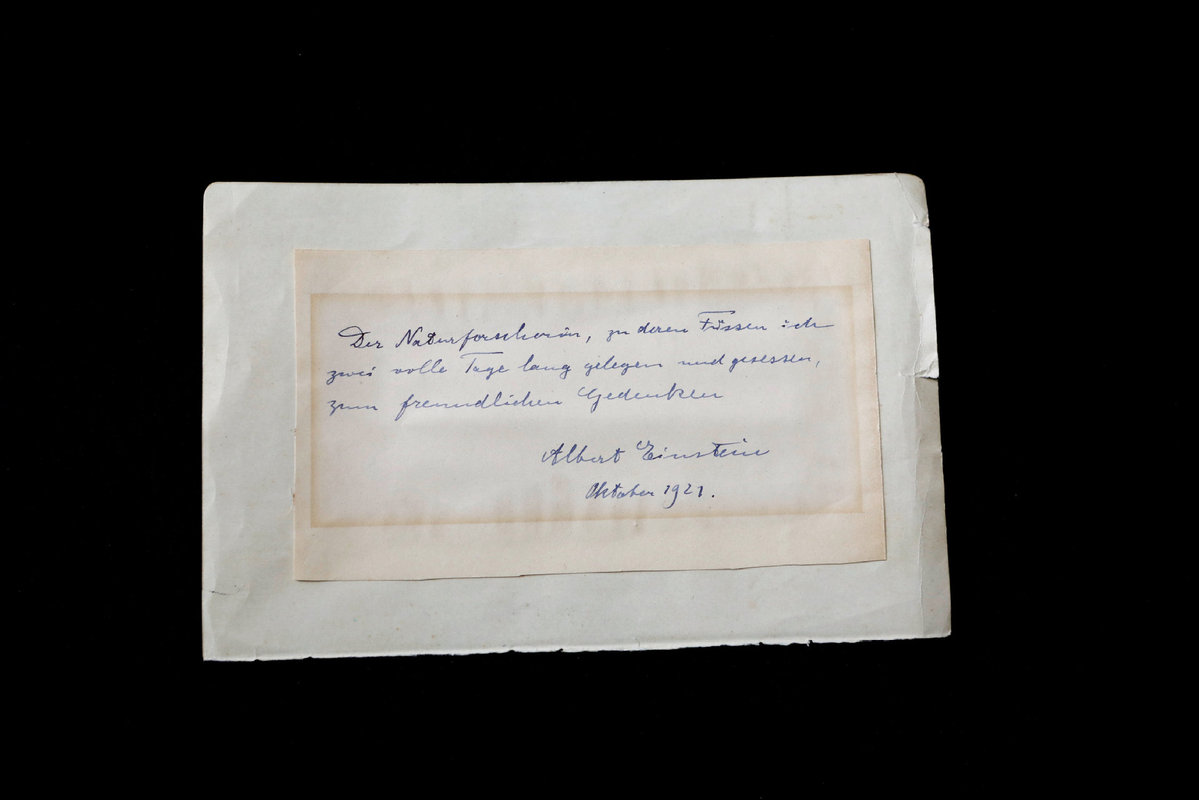 Der Naturforscherin, zu deren Füssen ich
zwei volle Tage lang gelegen und gesessen,
zum freundlichen Gedenken
Albert Einstein
Oktober 1921.